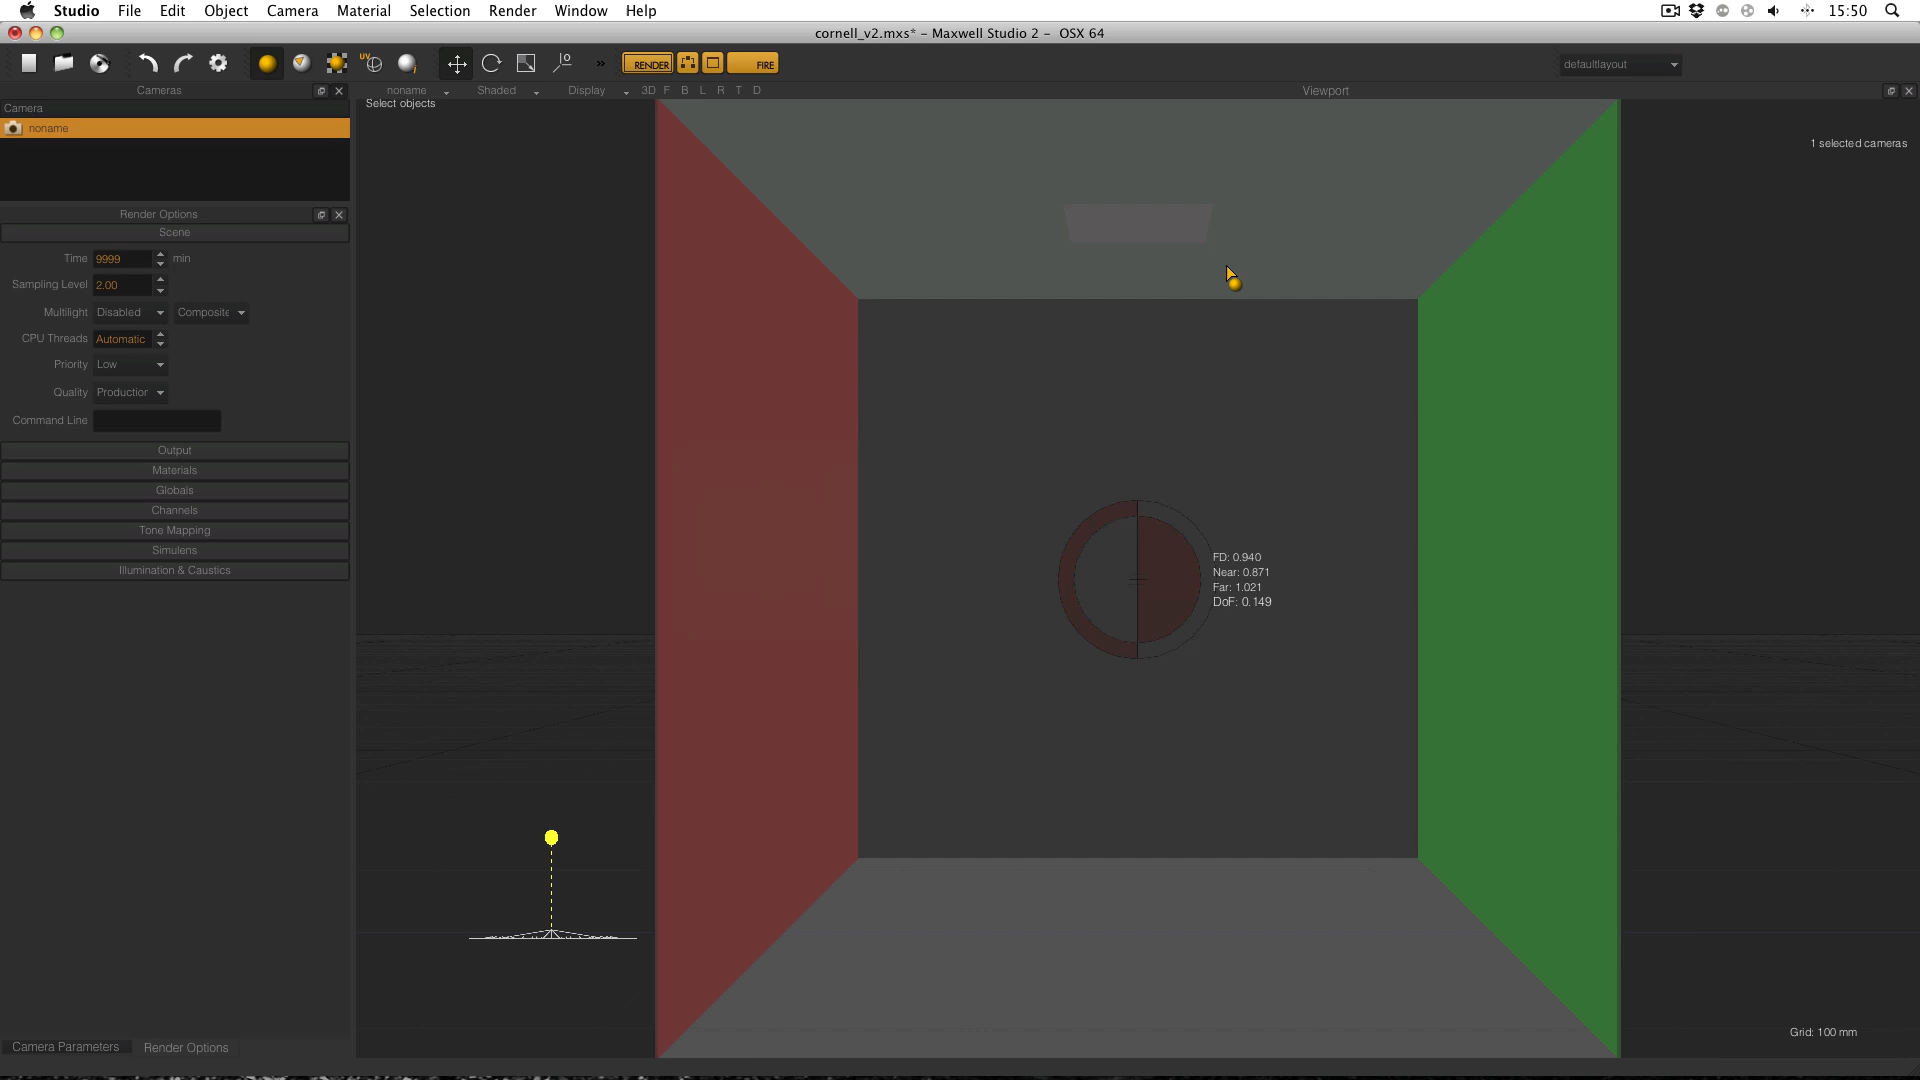 Studio File Edit Object Camera Material Selection Render Window Help 15:50
cornell_v2.mxs* – Maxwell Studio 2 – OSX 64
UV i » RENDER FIRE defaultlayout
Cameras noname Shaded Display 3D F B L R T D Viewport
Camera
Select objects
noname
1 selected cameras
Render Options
Scene
Time 9999 min
Sampling Level 2.00
Multilight Disabled Composite
CPU Threads Automatic
Priority Low
Quality Production
Command Line
Output
Materials
Globals
Channels
Tone Mapping
Simulens
Illumination & Caustics
FD: 0.940
Near: 0.871
Far: 1.021
DoF: 0.149
Grid: 100 mm
Camera Parameters Render Options